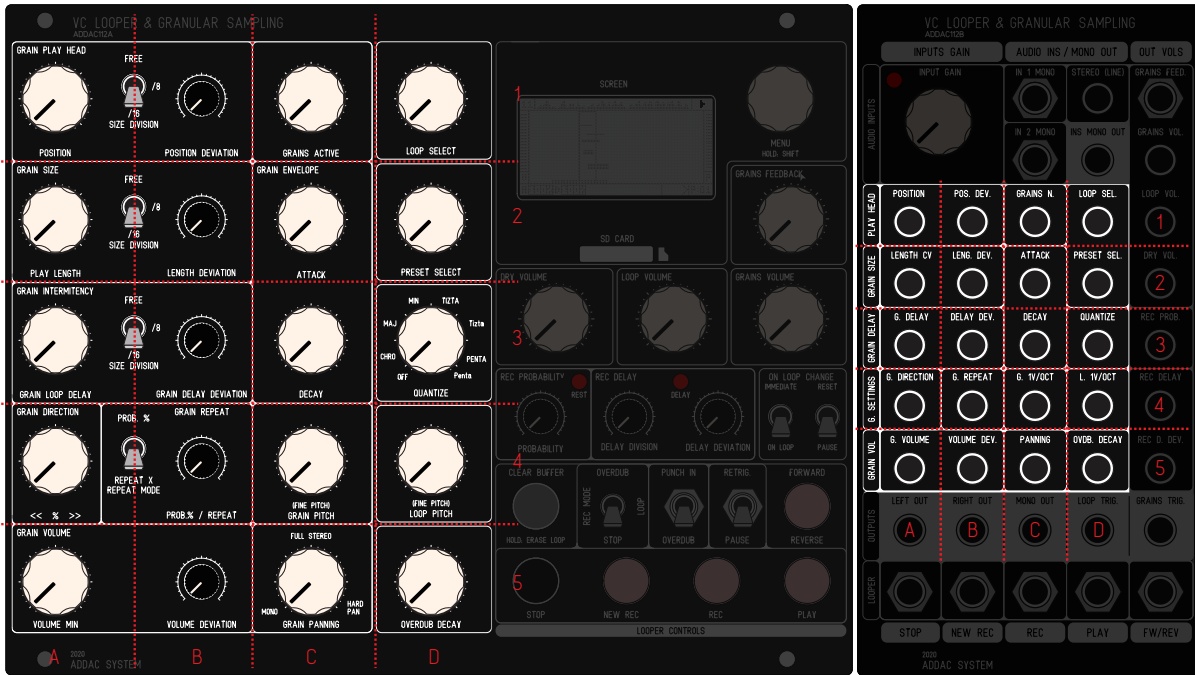 VC LOOPER & GRANULAR SAMPLING
ADDAC112A
GRAIN PLAY HEAD
FREE
/8
/16
SIZE DIVISION
POSITION
POSITION DEVIATION
GRAINS ACTIVE
LOOP SELECT
GRAIN SIZE
FREE
/8
/16
SIZE DIVISION
PLAY LENGTH
LENGTH DEVIATION
GRAIN ENVELOPE
ATTACK
PRESET SELECT
GRAIN INTERMITENCY
FREE
/8
/16
SIZE DIVISION
GRAIN LOOP DELAY
GRAIN DELAY DEVIATION
DECAY
MIN
TIZTA
MAJ
Tizta
CHRO
PENTA
OFF
Penta
QUANTIZE
GRAIN DIRECTION
<< % >>
PROB. %
GRAIN REPEAT
REPEAT X
REPEAT MODE
PROB.% / REPEAT
(FINE PITCH)
GRAIN PITCH
(FINE PITCH)
LOOP PITCH
GRAIN VOLUME
VOLUME MIN
VOLUME DEVIATION
FULL STEREO
MONO
HARD
PAN
GRAIN PANNING
OVERDUB DECAY
A
B
C
D
2020
ADDAC SYSTEM
1
2
3
4
5
SCREEN
MENU
HOLD: SHIFT
SD CARD
GRAINS FEEDBACK
DRY VOLUME
LOOP VOLUME
GRAINS VOLUME
REC PROBABILITY
REST
PROBABILITY
REC DELAY
DELAY
DELAY DIVISION
DELAY DEVIATION
ON LOOP CHANGE
IMMEDIATE
RESET
ON LOOP
PAUSE
CLEAR BUFFER
HOLD: ERASE LOOP
OVERDUB
REC MODE
LOOP
STOP
PUNCH IN
OVERDUB
RETRIG.
PAUSE
FORWARD
REVERSE
STOP
NEW REC
REC
PLAY
LOOPER CONTROLS
VC LOOPER & GRANULAR SAMPLING
ADDAC112B
INPUTS GAIN
AUDIO INS / MONO OUT
OUT VOLS
AUDIO INPUTS
INPUT GAIN
IN 1 MONO
STEREO (LINE)
GRAINS FEED.
IN 2 MONO
INS MONO OUT
GRAINS VOL.
PLAY HEAD
POSITION
POS. DEV.
GRAINS N.
LOOP SEL.
LOOP VOL.
1
GRAIN SIZE
LENGTH CV
LENG. DEV.
ATTACK
PRESET SEL.
DRY VOL.
2
GRAIN DELAY
G. DELAY
DELAY DEV.
DECAY
QUANTIZE
REC PROB.
3
G. SETTINGS
G. DIRECTION
G. REPEAT
G. 1V/OCT
L. 1V/OCT
REC DELAY
4
GRAIN VOL
G. VOLUME
VOLUME DEV.
PANNING
OVDB. DECAY
REC D. DEV.
5
OUTPUTS
LEFT OUT
RIGHT OUT
MONO OUT
LOOP TRIG.
GRAINS TRIG.
A
B
C
D
LOOPER
STOP
NEW REC
REC
PLAY
FW/REV
2020
ADDAC SYSTEM